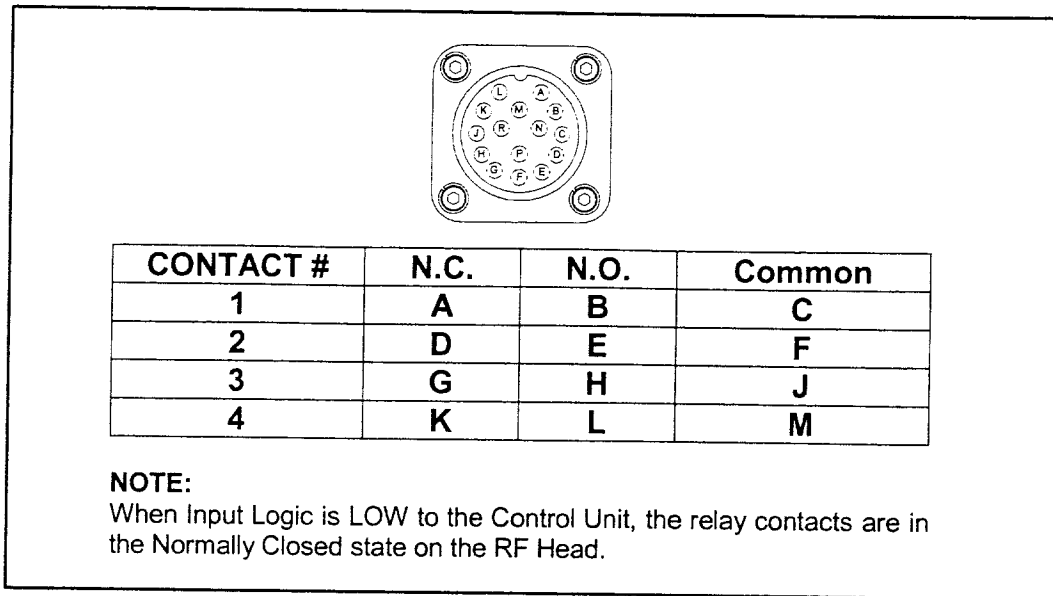 L A
K M B
J R N C
H P D
G F E
CONTACT # N.C. N.O. Common
1 A B C
2 D E F
3 G H J
4 K L M
NOTE:
When Input Logic is LOW to the Control Unit, the relay contacts are in
the Normally Closed state on the RF Head.